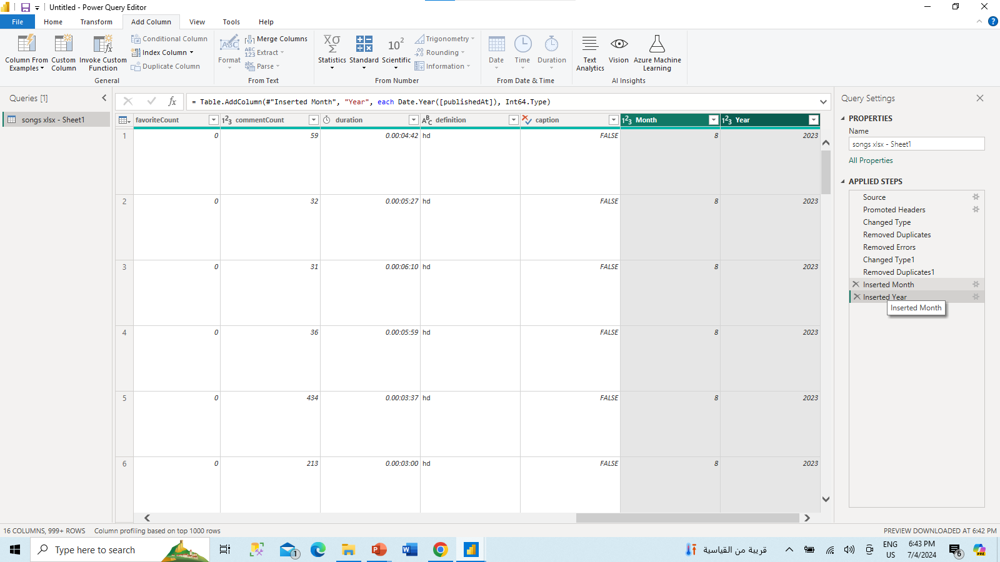 Untitled - Power Query Editor
File Home Transform Add Column View Tools Help
Column From Examples
Custom Column
Invoke Custom Function
Conditional Column
Index Column
Duplicate Column
General
Format
Merge Columns
Extract
Parse
From Text
Statistics
Standard
Scientific
Trigonometry
Rounding
Information
From Number
Date
Time
Duration
From Date & Time
Text Analytics
Vision
Azure Machine Learning
AI Insights
Queries [1]
songs xlsx - Sheet1
= Table.AddColumn(#"Inserted Month", "Year", each Date.Year([publishedAt]), Int64.Type)
favoriteCount commentCount duration definition caption Month Year
1 0 59 0.00:04:42 hd FALSE 8 2023
2 0 32 0.00:05:27 hd FALSE 8 2023
3 0 31 0.00:06:10 hd FALSE 8 2023
4 0 36 0.00:05:59 hd FALSE 8 2023
5 0 434 0.00:03:37 hd FALSE 8 2023
6 0 213 0.00:03:00 hd FALSE 8 2023
Query Settings
PROPERTIES
Name
songs xlsx - Sheet1
All Properties
APPLIED STEPS
Source
Promoted Headers
Changed Type
Removed Duplicates
Removed Errors
Changed Type1
Removed Duplicates1
Inserted Month
Inserted Year
Inserted Month
16 COLUMNS, 999+ ROWS Column profiling based on top 1000 rows
PREVIEW DOWNLOADED AT 6:42 PM
Type here to search
1
قريبة من القياسية
ENG
US
6:43 PM
7/4/2024
6
PRE